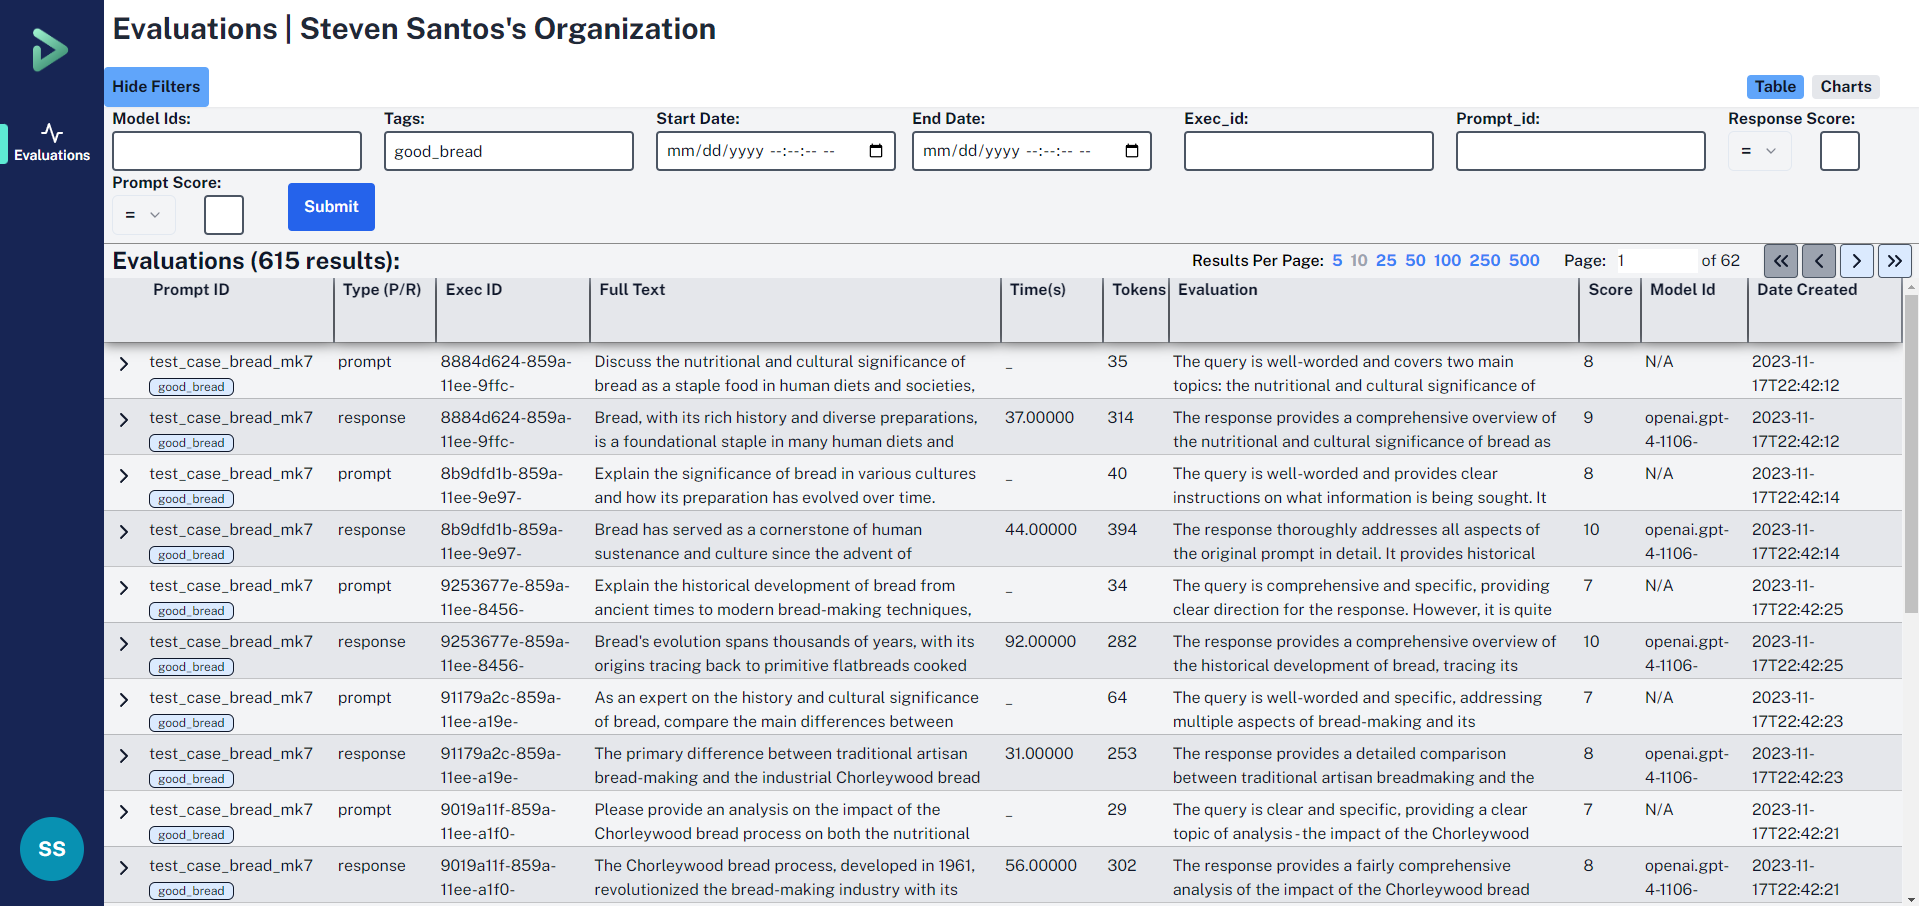 Evaluations | Steven Santos's Organization
Hide Filters
Table Charts
Evaluations
Model Ids: Tags: Start Date: End Date: Exec_id: Prompt_id: Response Score:
good_bread mm/dd/yyyy --:--:-- -- mm/dd/yyyy --:--:-- -- =
Prompt Score:
= Submit
Evaluations (615 results): Results Per Page: 5 10 25 50 100 250 500 Page: 1 of 62
Prompt ID Type (P/R) Exec ID Full Text Time(s) Tokens Evaluation Score Model Id Date Created
test_case_bread_mk7 prompt 8884d624-859a- Discuss the nutritional and cultural significance of _ 35 The query is well-worded and covers two main 8 N/A 2023-11-
good_bread 11ee-9ffc- bread as a staple food in human diets and societies, topics: the nutritional and cultural significance of 17T22:42:12
test_case_bread_mk7 response 8884d624-859a- Bread, with its rich history and diverse preparations, 37.00000 314 The response provides a comprehensive overview of 9 openai.gpt- 2023-11-
good_bread 11ee-9ffc- is a foundational staple in many human diets and the nutritional and cultural significance of bread as 4-1106- 17T22:42:12
test_case_bread_mk7 prompt 8b9dfd1b-859a- Explain the significance of bread in various cultures _ 40 The query is well-worded and provides clear 8 N/A 2023-11-
good_bread 11ee-9e97- and how its preparation has evolved over time. instructions on what information is being sought. It 17T22:42:14
test_case_bread_mk7 response 8b9dfd1b-859a- Bread has served as a cornerstone of human 44.00000 394 The response thoroughly addresses all aspects of 10 openai.gpt- 2023-11-
good_bread 11ee-9e97- sustenance and culture since the advent of the original prompt in detail. It provides historical 4-1106- 17T22:42:14
test_case_bread_mk7 prompt 9253677e-859a- Explain the historical development of bread from _ 34 The query is comprehensive and specific, providing 7 N/A 2023-11-
good_bread 11ee-8456- ancient times to modern bread-making techniques, clear direction for the response. However, it is quite 17T22:42:25
test_case_bread_mk7 response 9253677e-859a- Bread's evolution spans thousands of years, with its 92.00000 282 The response provides a comprehensive overview of 10 openai.gpt- 2023-11-
good_bread 11ee-8456- origins tracing back to primitive flatbreads cooked the historical development of bread, tracing its 4-1106- 17T22:42:25
test_case_bread_mk7 prompt 91179a2c-859a- As an expert on the history and cultural significance _ 64 The query is well-worded and specific, addressing 7 N/A 2023-11-
good_bread 11ee-a19e- of bread, compare the main differences between multiple aspects of bread-making and its 17T22:42:23
test_case_bread_mk7 response 91179a2c-859a- The primary difference between traditional artisan 31.00000 253 The response provides a detailed comparison 8 openai.gpt- 2023-11-
good_bread 11ee-a19e- bread-making and the industrial Chorleywood bread between traditional artisan breadmaking and the 4-1106- 17T22:42:23
test_case_bread_mk7 prompt 9019a11f-859a- Please provide an analysis on the impact of the _ 29 The query is clear and specific, providing a clear 7 N/A 2023-11-
good_bread 11ee-a1f0- Chorleywood bread process on both the nutritional topic of analysis - the impact of the Chorleywood 17T22:42:21
test_case_bread_mk7 response 9019a11f-859a- The Chorleywood bread process, developed in 1961, 56.00000 302 The response provides a fairly comprehensive 8 openai.gpt- 2023-11-
good_bread 11ee-a1f0- revolutionized the bread-making industry with its analysis of the impact of the Chorleywood bread 4-1106- 17T22:42:21
SS